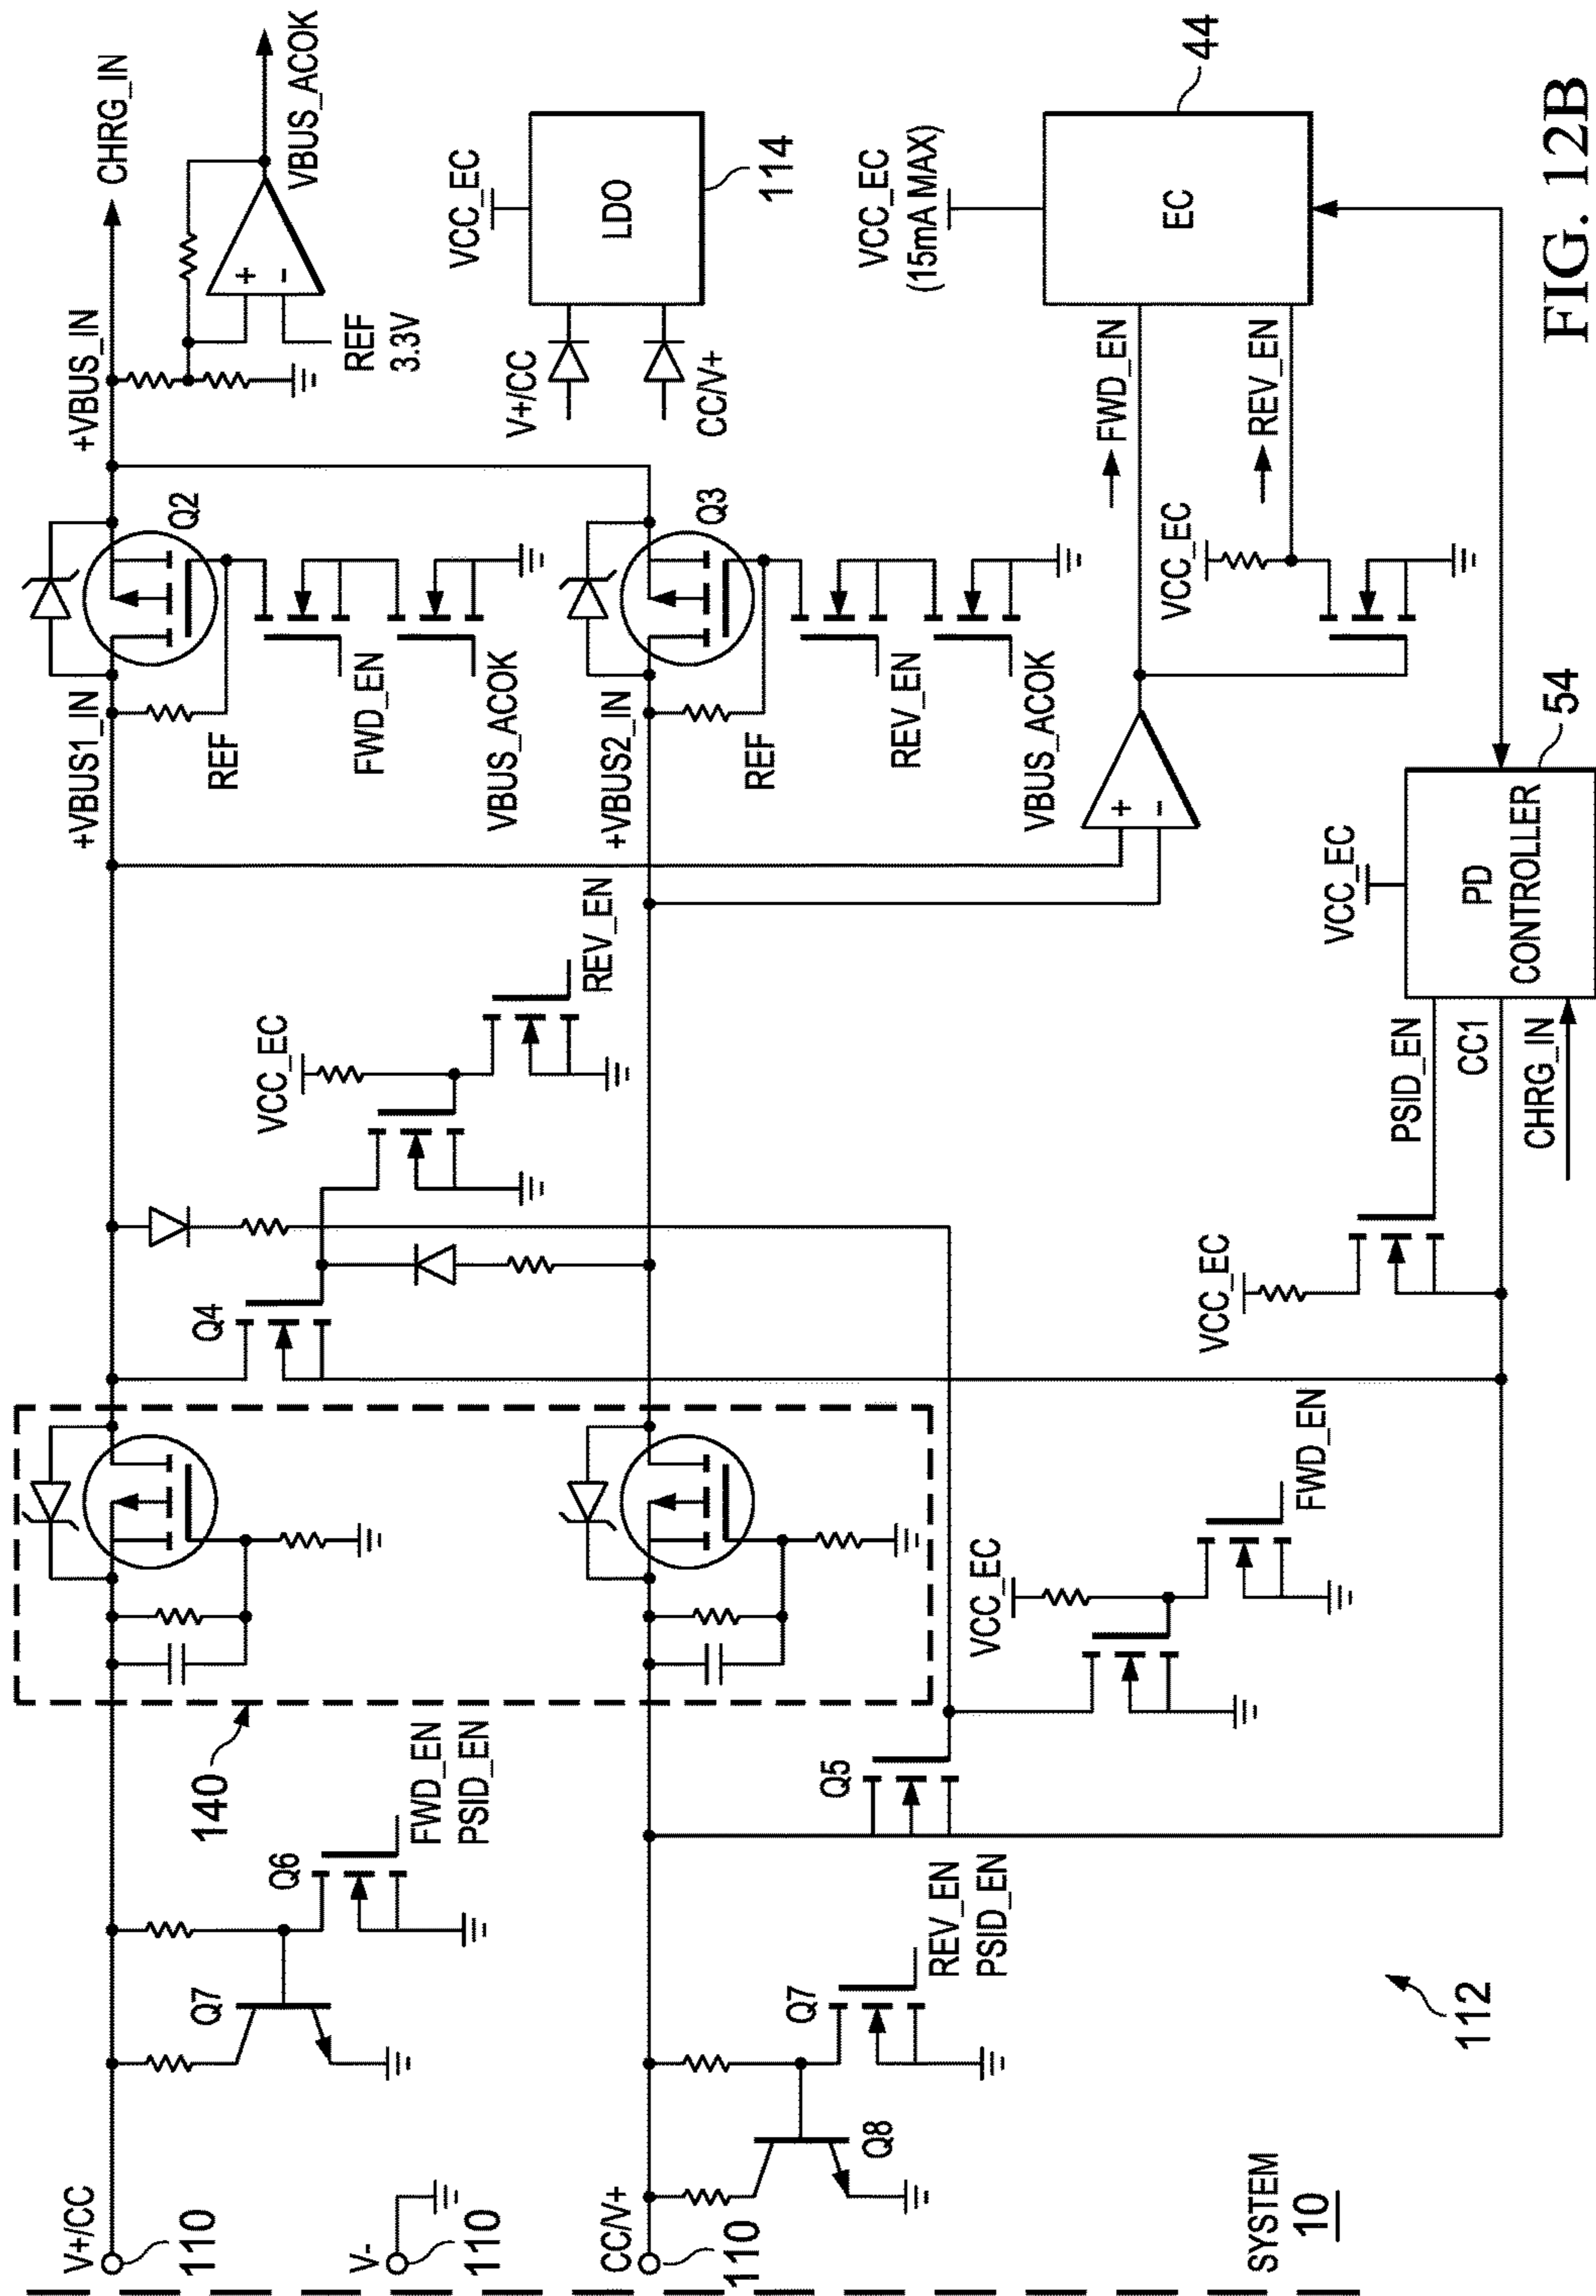 CHRG_IN
VBUS_ACOK
+VBUS_IN
+
-
REF
3.3V
VCC_EC
LDO
114
V+/CC
CC/V+
VCC_EC
(15mA MAX)
EC
44
FWD_EN
REV_EN
VCC_EC
Q2
+VBUS1_IN
REF
FWD_EN
VBUS_ACOK
Q3
+VBUS2_IN
REF
REV_EN
VBUS_ACOK
+
-
54
VCC_EC
PD
CONTROLLER
PSID_EN
CC1
CHRG_IN
REV_EN
VCC_EC
Q4
VCC_EC
FWD_EN
VCC_EC
140
Q5
FWD_EN
PSID_EN
Q6
Q7
REV_EN
PSID_EN
Q7
Q8
V+/CC
110
V-
110
CC/V+
110
112
SYSTEM
10
FIG. 12B